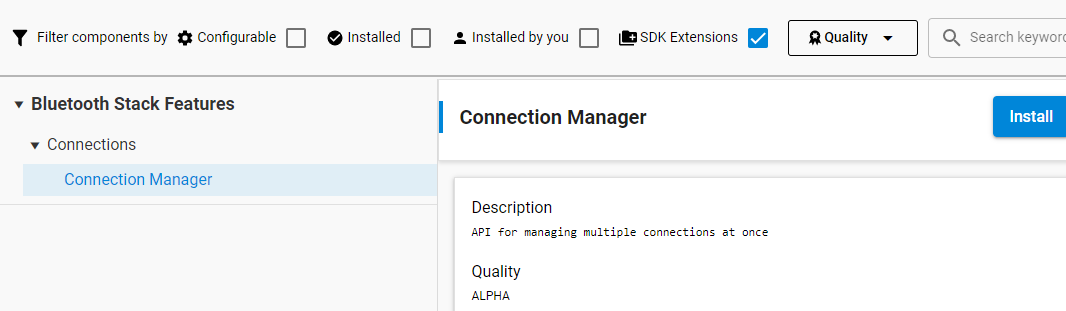 Filter components by Configurable Installed Installed by you SDK Extensions Quality Search keyword
Bluetooth Stack Features
Connections
Connection Manager
Connection Manager
Install
Description
API for managing multiple connections at once
Quality
ALPHA